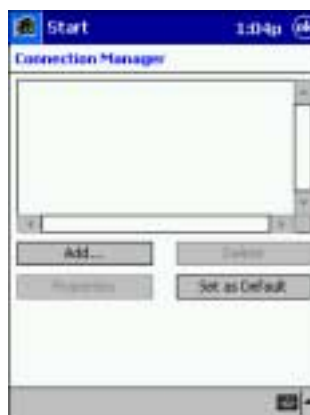 Start 1:04p ok
Connection Manager
Add... Delete
Properties Set as Default